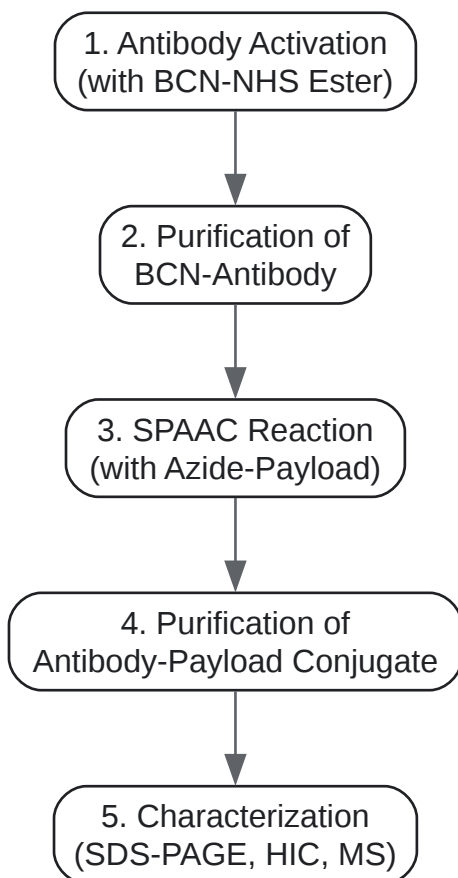 1. Antibody Activation
(with BCN-NHS Ester)
2. Purification of
BCN-Antibody
3. SPAAC Reaction
(with Azide-Payload)
4. Purification of
Antibody-Payload Conjugate
5. Characterization
(SDS-PAGE, HIC, MS)